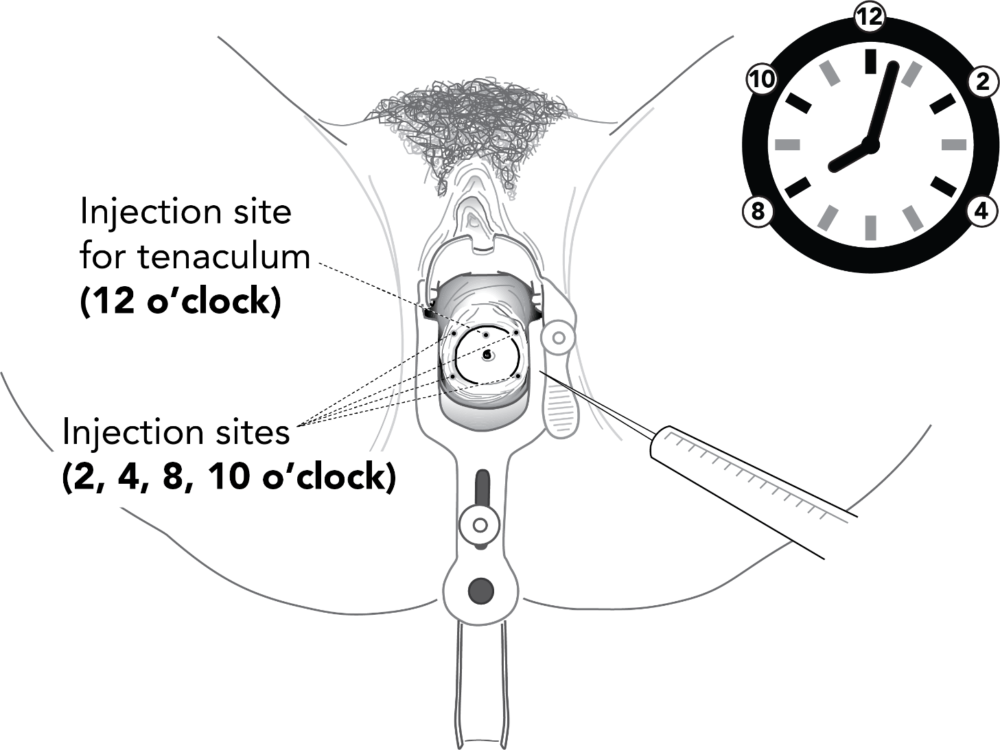 12
10
2
8
4
Injection site
for tenaculum
(12 o’clock)
Injection sites
(2, 4, 8, 10 o’clock)